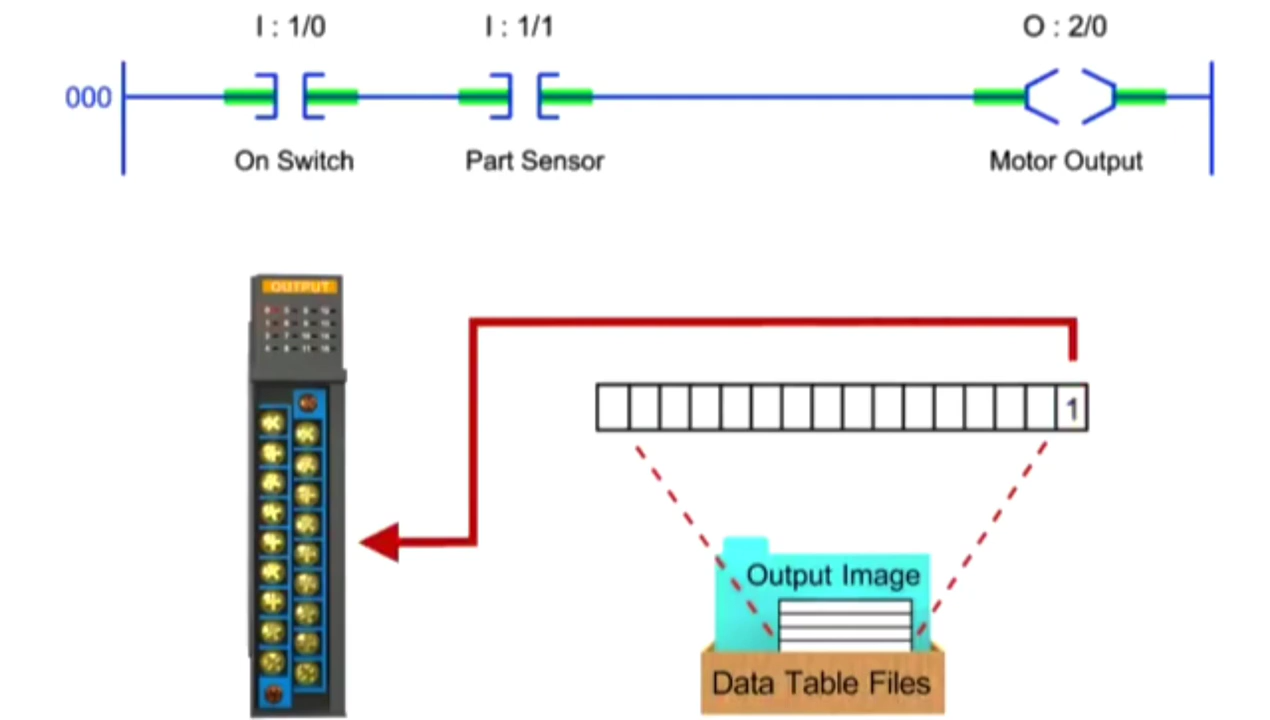 I : 1/0
I : 1/1
O : 2/0
000
On Switch
Part Sensor
Motor Output
OUTPUT
1
Output Image
Data Table Files